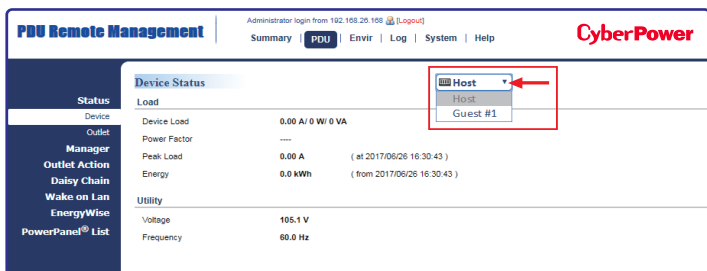 PDU Remote Management
Administrator login from 192.168.26.168 [Logout]
Summary | PDU | Envir | Log | System | Help
CyberPower
Device Status
Host
Host
Guest #1
Status
Device
Outlet
Manager
Outlet Action
Daisy Chain
Wake on Lan
EnergyWise
PowerPanel® List
Load
Device Load 0.00 A/ 0 W/ 0 VA
Power Factor ----
Peak Load 0.00 A ( at 2017/06/26 16:30:43 )
Energy 0.0 kWh ( from 2017/06/26 16:30:43 )
Utility
Voltage 105.1 V
Frequency 60.0 Hz